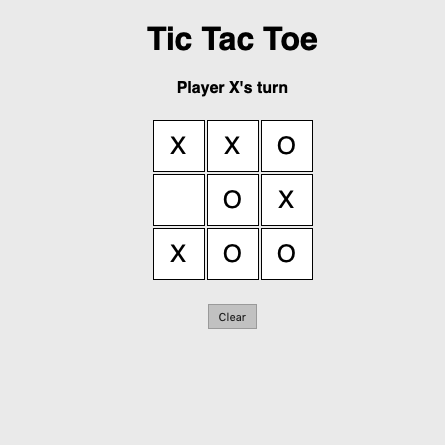 Tic Tac Toe
Player X's turn
X X O
O X
X O O
Clear